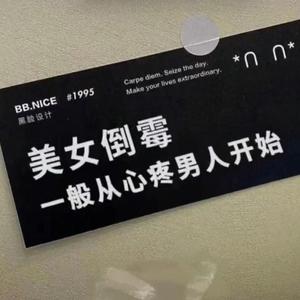 BB.NICE #1995
黑脸设计
Carpe diem. Seize the day.
Make your lives extraordinary.
*∩ ∩*
美女倒霉
一般从心疼男人开始